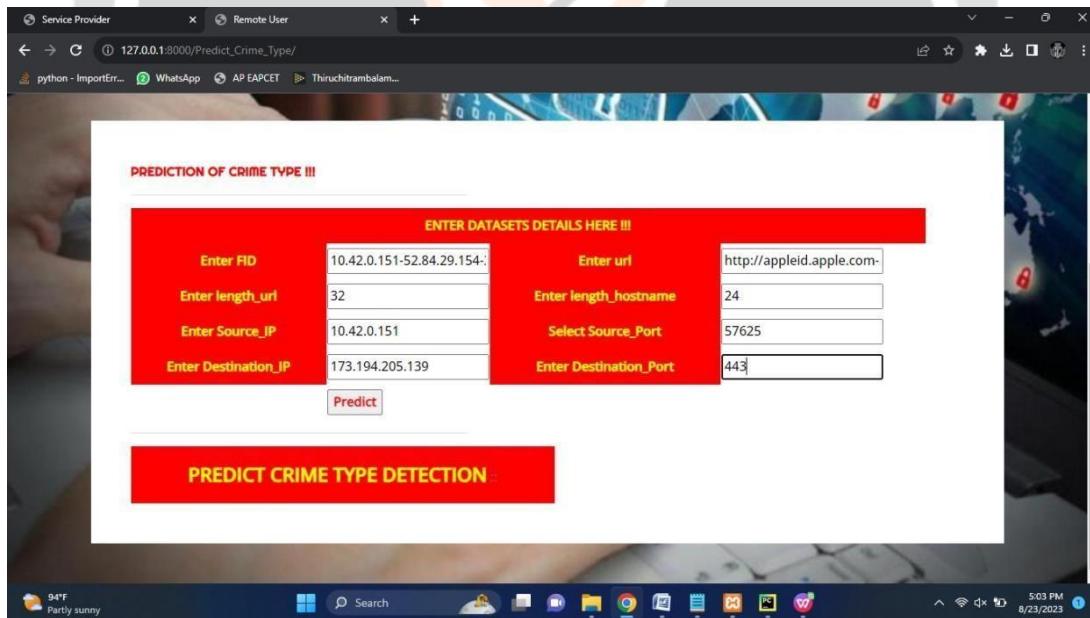 Service Provider
Remote User
127.0.0.1:8000/Predict_Crime_Type/
python - ImportErr...
WhatsApp
AP EAPCET
Thiruchitrambalam...
PREDICTION OF CRIME TYPE !!!
ENTER DATASETS DETAILS HERE !!!
Enter FID
10.42.0.151-52.84.29.154-
Enter url
http://appleid.apple.com-
Enter length_url
32
Enter length_hostname
24
Enter Source_IP
10.42.0.151
Select Source_Port
57625
Enter Destination_IP
173.194.205.139
Enter Destination_Port
443
Predict
PREDICT CRIME TYPE DETECTION ::
94°F
Partly sunny
Search
5:03 PM
8/23/2023
1